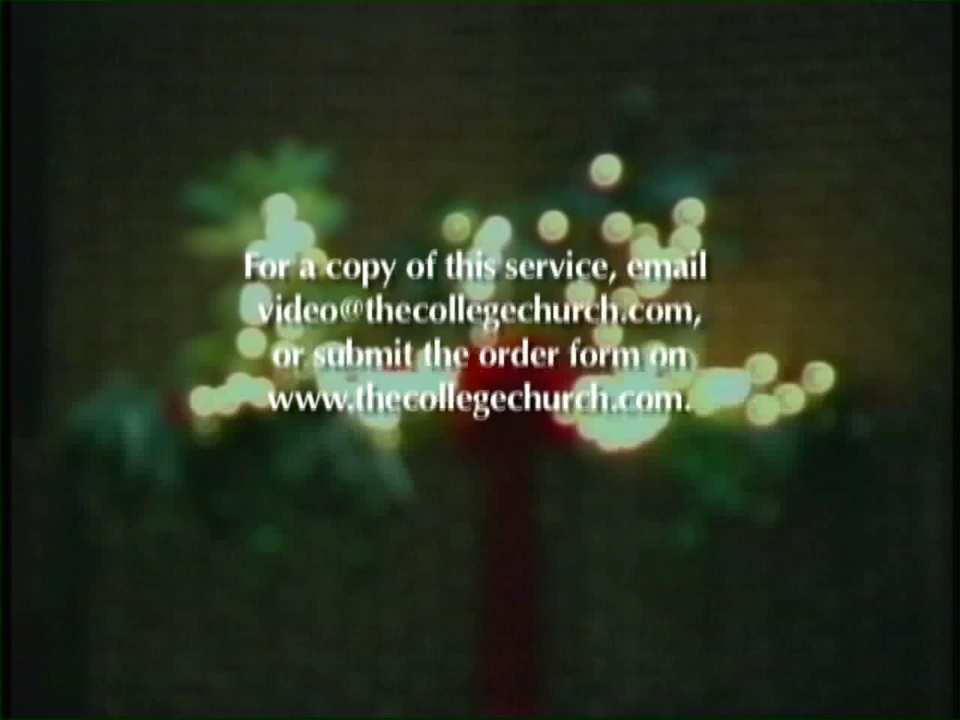 For a copy of this service, email
video@thecollegechurch.com,
or submit the order form on
www.thecollegechurch.com.